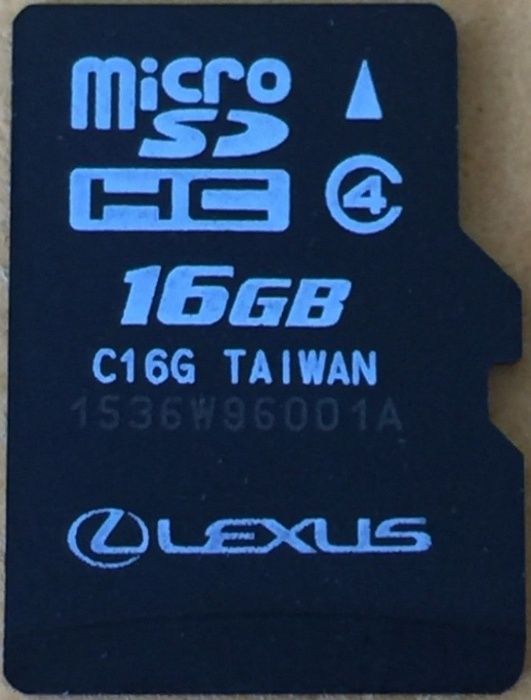 micro
SD
HC 4
16GB
C16G TAIWAN
1536W96001A
LEXUS